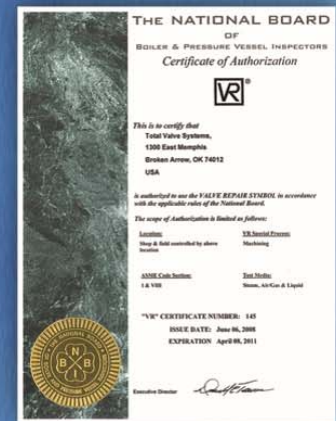 THE NATIONAL BOARD
OF
BOILER & PRESSURE VESSEL INSPECTORS
Certificate of Authorization
VR®
This is to certify that
Total Valve Systems,
1300 East Memphis
Broken Arrow, OK 74012
USA
is authorized to use the VALVE REPAIR SYMBOL in accordance
with the applicable rules of the National Board.
The scope of Authorization is limited as follows:
Location: VR Special Process:
Shop & field controlled by above Machining
location
ASME Code Section: Test Media:
I & VIII Steam, Air/Gas & Liquid
"VR" CERTIFICATE NUMBER: 145
ISSUE DATE: June 06, 2008
EXPIRATION April 08, 2011
Executive Director
N
B B
I